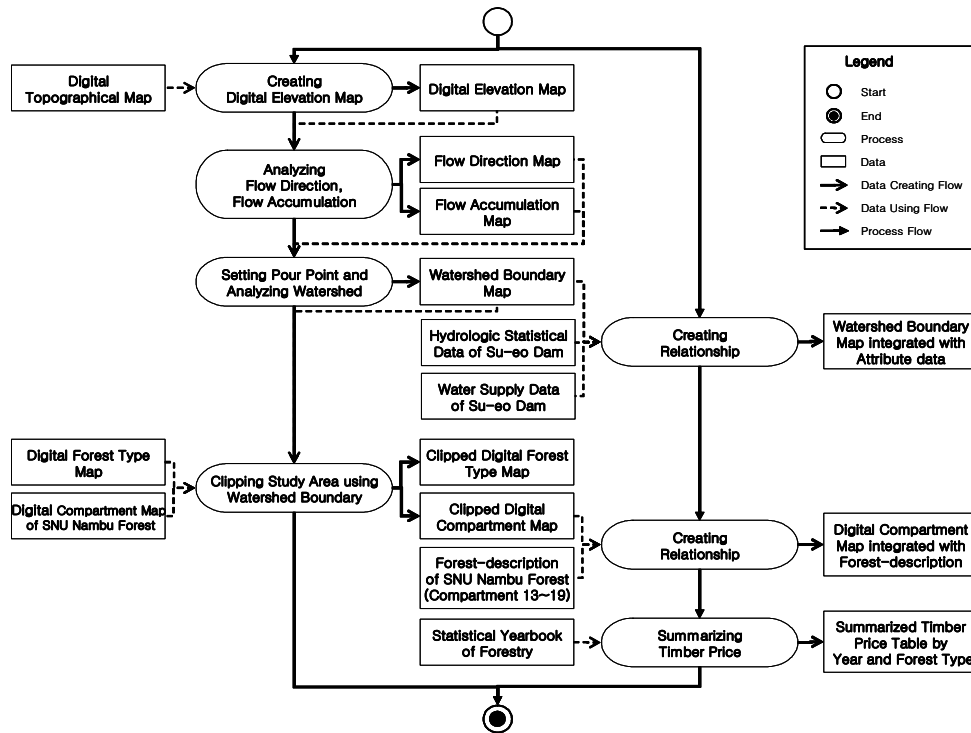 Legend
Start
End
Process
Data
Data Creating Flow
Data Using Flow
Process Flow
Digital
Topographical Map
Creating
Digital Elevation Map
Digital Elevation Map
Analyzing
Flow Direction,
Flow Accumulation
Flow Direction Map
Flow Accumulation
Map
Setting Pour Point and
Analyzing Watershed
Watershed Boundary
Map
Hydrologic Statistical
Data of Su-eo Dam
Water Supply Data
of Su-eo Dam
Creating
Relationship
Watershed Boundary
Map integrated with
Attribute data
Digital Forest Type
Map
Digital Compartment Map
of SNU Nambu Forest
Clipping Study Area using
Watershed Boundary
Clipped Digital Forest
Type Map
Clipped Digital
Compartment Map
Forest-description
of SNU Nambu Forest
(Compartment 13~19)
Creating
Relationship
Digital Compartment
Map integrated with
Forest-description
Statistical Yearbook
of Forestry
Summarizing
Timber Price
Summarized Timber
Price Table by
Year and Forest Type